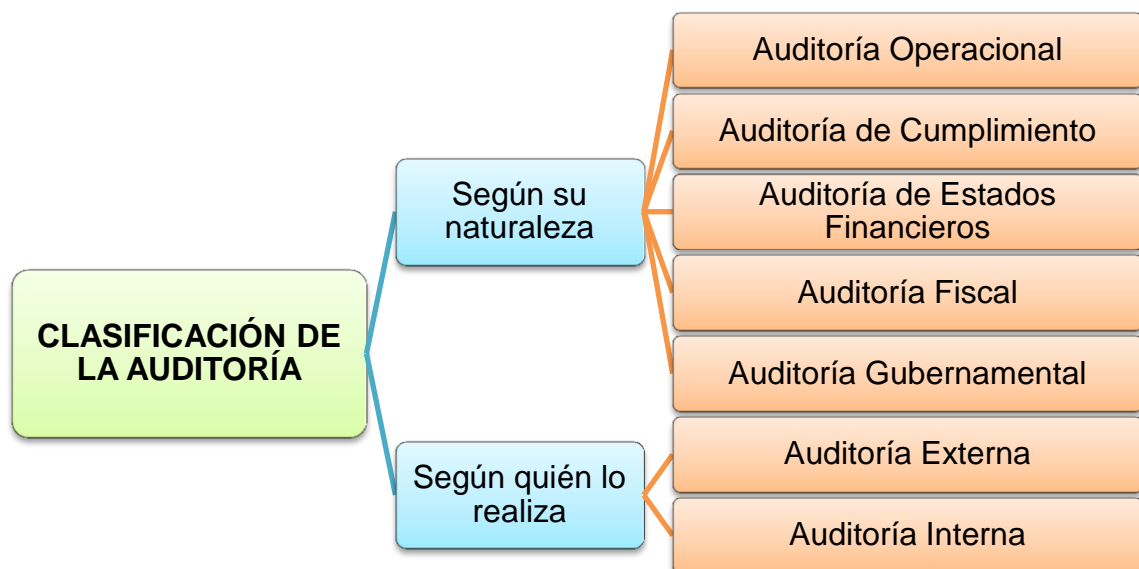 CLASIFICACIÓN DE
LA AUDITORÍA
Según su
naturaleza
Auditoría Operacional
Auditoría de Cumplimiento
Auditoría de Estados
Financieros
Auditoría Fiscal
Auditoría Gubernamental
Según quién lo
realiza
Auditoría Externa
Auditoría Interna